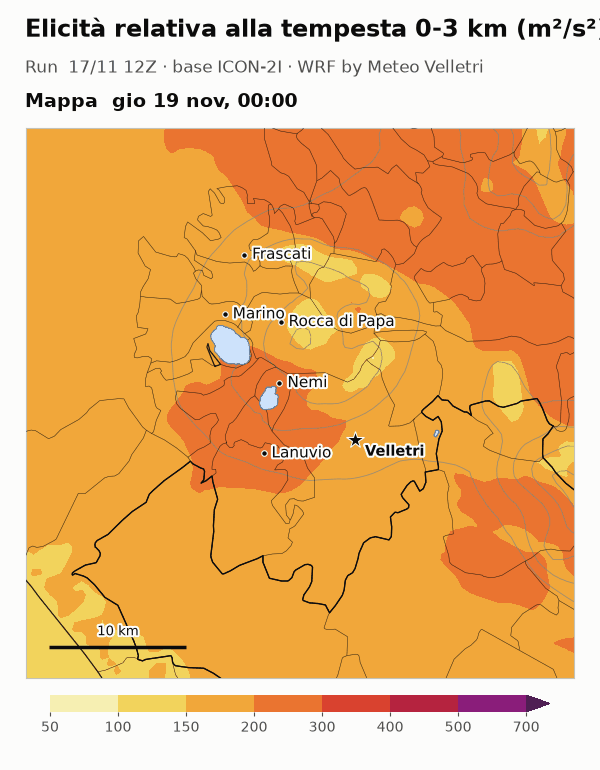 Elicità relativa alla tempesta 0-3 km (m²/s²)
Run 17/11 12Z · base ICON-2I · WRF by Meteo Velletri
Mappa gio 19 nov, 00:00
Frascati
Marino
Rocca di Papa
Nemi
Velletri
Lanuvio
10 km
50 100 150 200 300 400 500 700